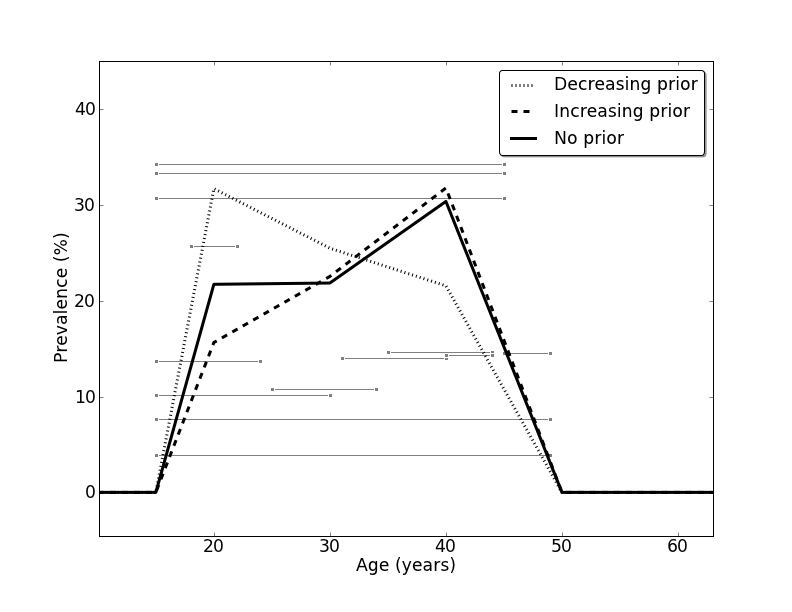 Decreasing prior
Increasing prior
No prior
Prevalence (%)
40
30
20
10
0
20 30 40 50 60
Age (years)